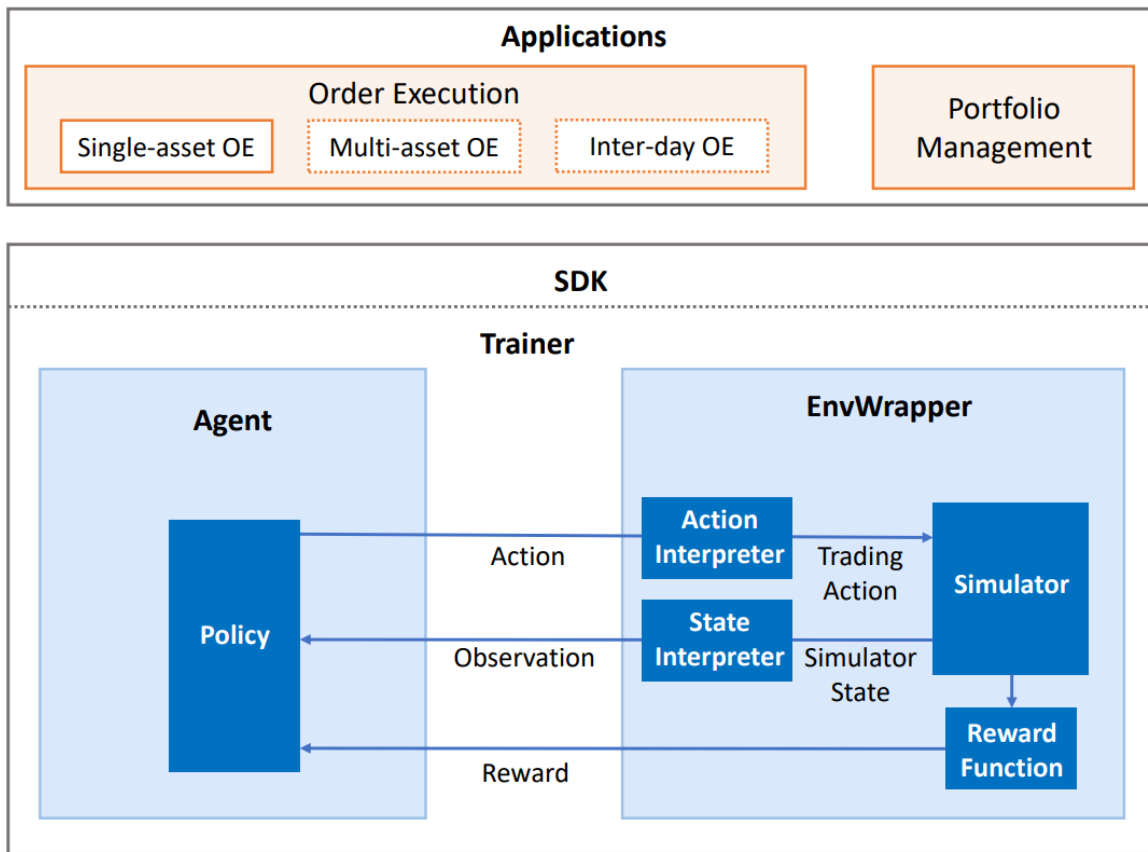 Applications
Order Execution
Single-asset OE
Multi-asset OE
Inter-day OE
Portfolio
Management
SDK
Trainer
Agent
EnvWrapper
Policy
Action
Action
Interpreter
Trading
Action
Simulator
Observation
State
Interpreter
Simulator
State
Reward
Reward
Function